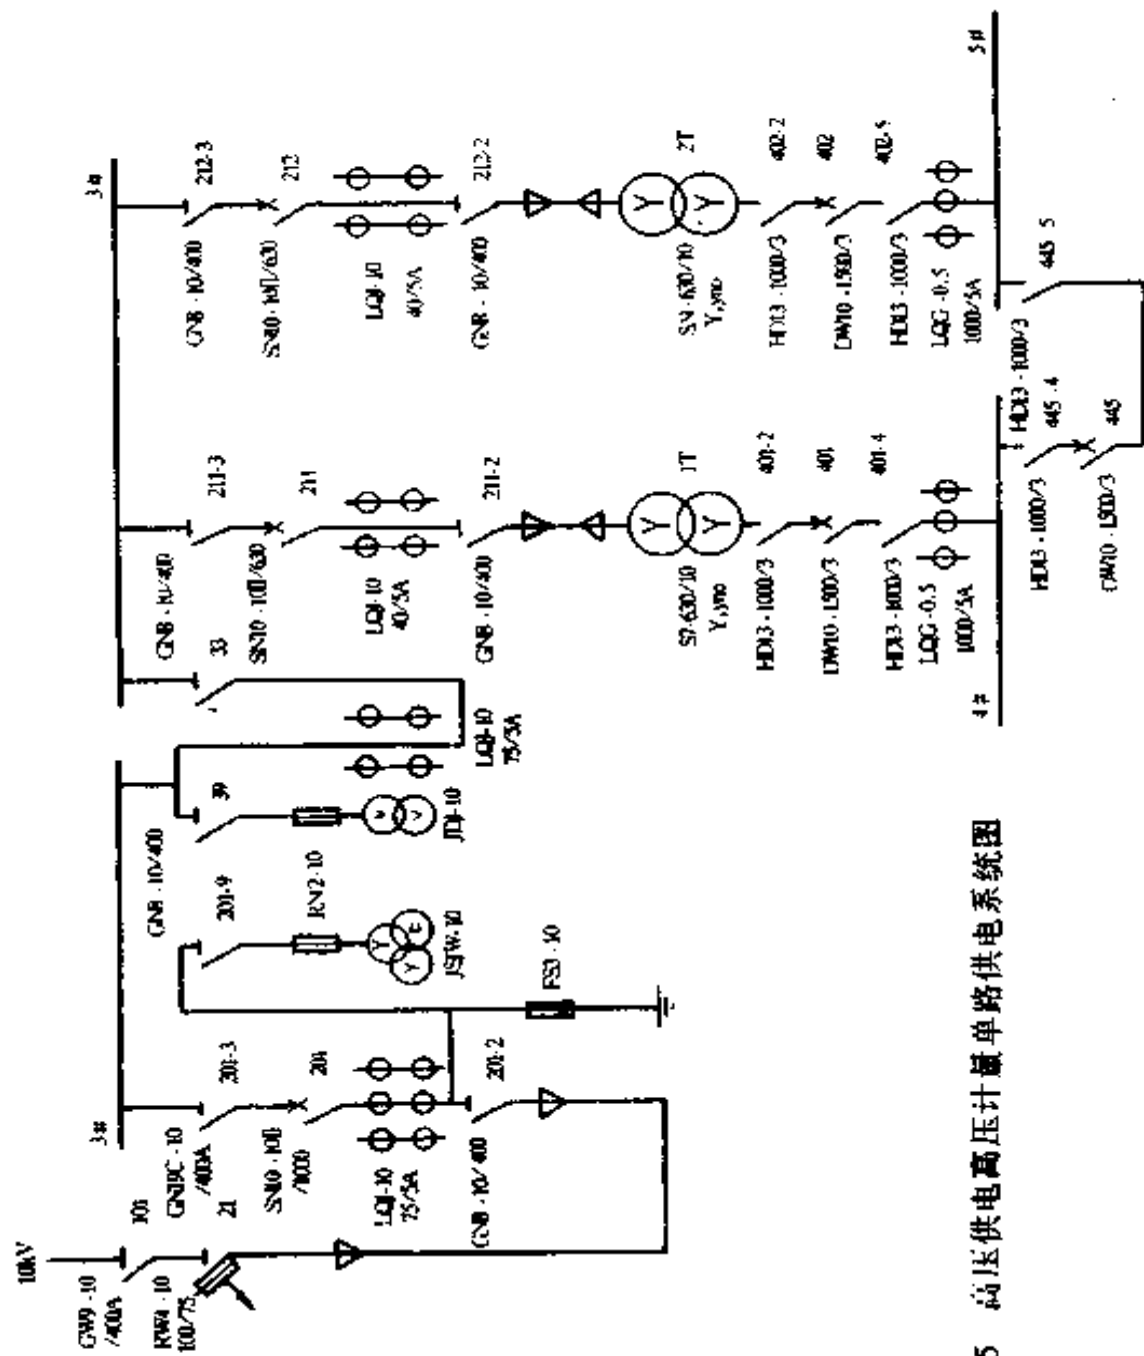 10kV
GW9-10
/400A
101
RW4-10
100/75
21
3#
GN19C-10
/400A
201-3
SN10-10Ⅱ
/1000
201
LQJ-10
75/5A
GN8-10/400
201-2
FS3-10
201-9
RN2-10
JSJW-10
GN8-10/400
39
JDJ-10
33
LQJ-10
75/5A
3#
GN8-10/400
211-3
SN10-10Ⅱ/630
211
LQJ-10
40/5A
GN8-10/400
211-2
S7-630/10
Y,yno
1T
HD13-1000/3
401-2
DW10-1500/3
401
HD13-1000/3
401-4
LQG-0.5
1000/5A
4#
GN8-10/400
212-3
SN10-10Ⅱ/630
212
LQJ-10
40/5A
GN8-10/400
212-2
630/10
Y,yno
2T
HD13-1000/3
402-2
DW10-1500/3
402
HD13-1000/3
402-5
LQG-0.5
1000/5A
5#
HD13-1000/3
445-5
HD13-1000/3
445-4
DW10-1500/3
445
5 高压供电高压计量单路供电系统图